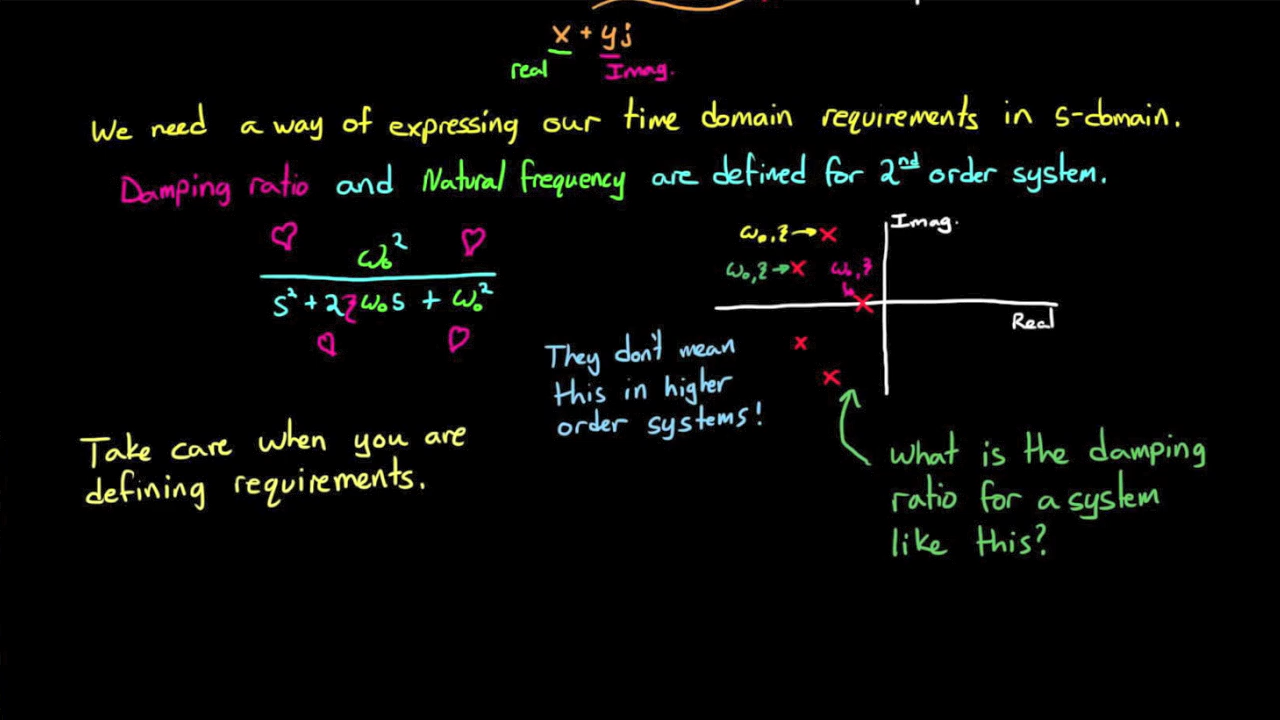 x + yj
real Imag.
We need a way of expressing our time domain requirements in s-domain.
Damping ratio and Natural frequency are defined for 2nd order system.
ω₀²
s² + 2ζω₀s + ω₀²
Imag.
ω₀,ζ →
ω₀,ζ →
ω₀,ζ
Real
They don't mean
this in higher
order systems!
Take care when you are
defining requirements.
What is the damping
ratio for a system
like this?